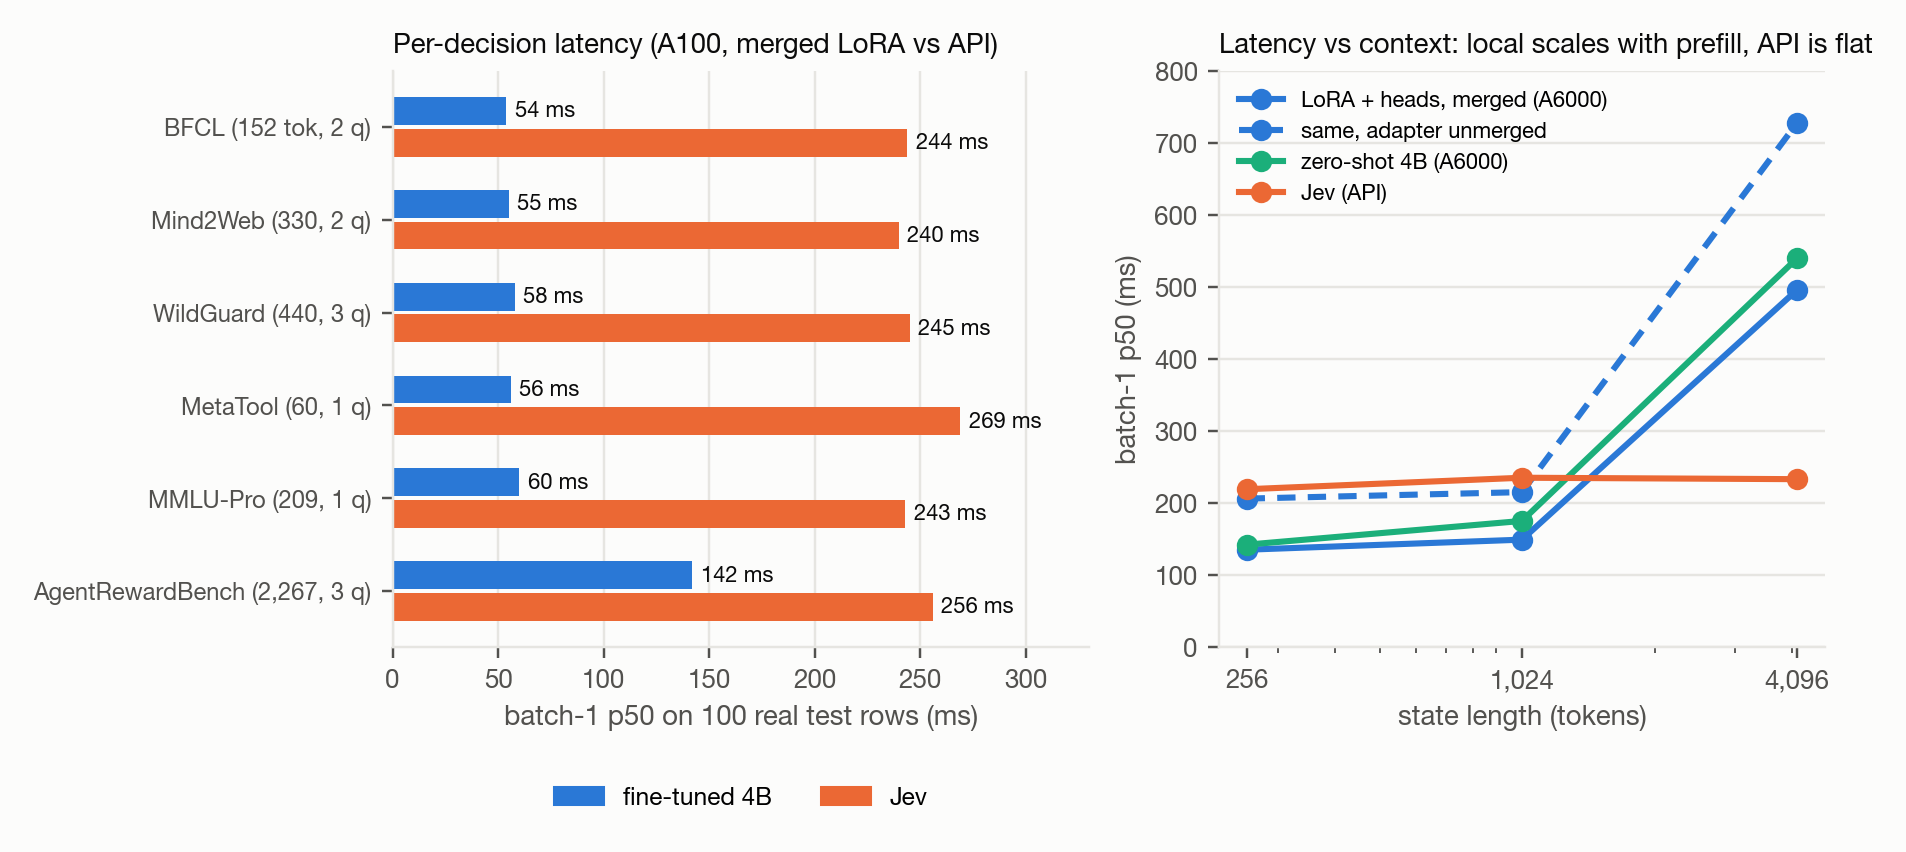 Per-decision latency (A100, merged LoRA vs API)
BFCL (152 tok, 2 q)
54 ms
244 ms
Mind2Web (330, 2 q)
55 ms
240 ms
WildGuard (440, 3 q)
58 ms
245 ms
MetaTool (60, 1 q)
56 ms
269 ms
MMLU-Pro (209, 1 q)
60 ms
243 ms
AgentRewardBench (2,267, 3 q)
142 ms
256 ms
0 50 100 150 200 250 300
batch-1 p50 on 100 real test rows (ms)
fine-tuned 4B
Jev
Latency vs context: local scales with prefill, API is flat
LoRA + heads, merged (A6000)
same, adapter unmerged
zero-shot 4B (A6000)
Jev (API)
batch-1 p50 (ms)
800
700
600
500
400
300
200
100
0
256 1,024 4,096
state length (tokens)